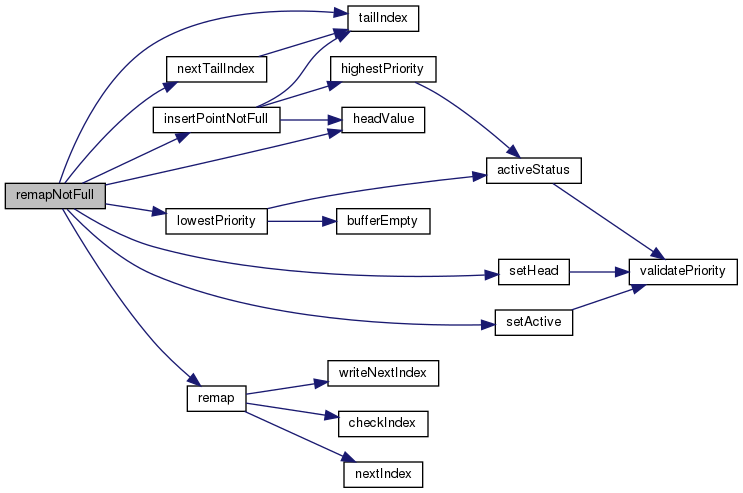 tailIndex
nextTailIndex
highestPriority
insertPointNotFull
headValue
activeStatus
remapNotFull
lowestPriority
bufferEmpty
setHead
validatePriority
setActive
writeNextIndex
remap
checkIndex
nextIndex